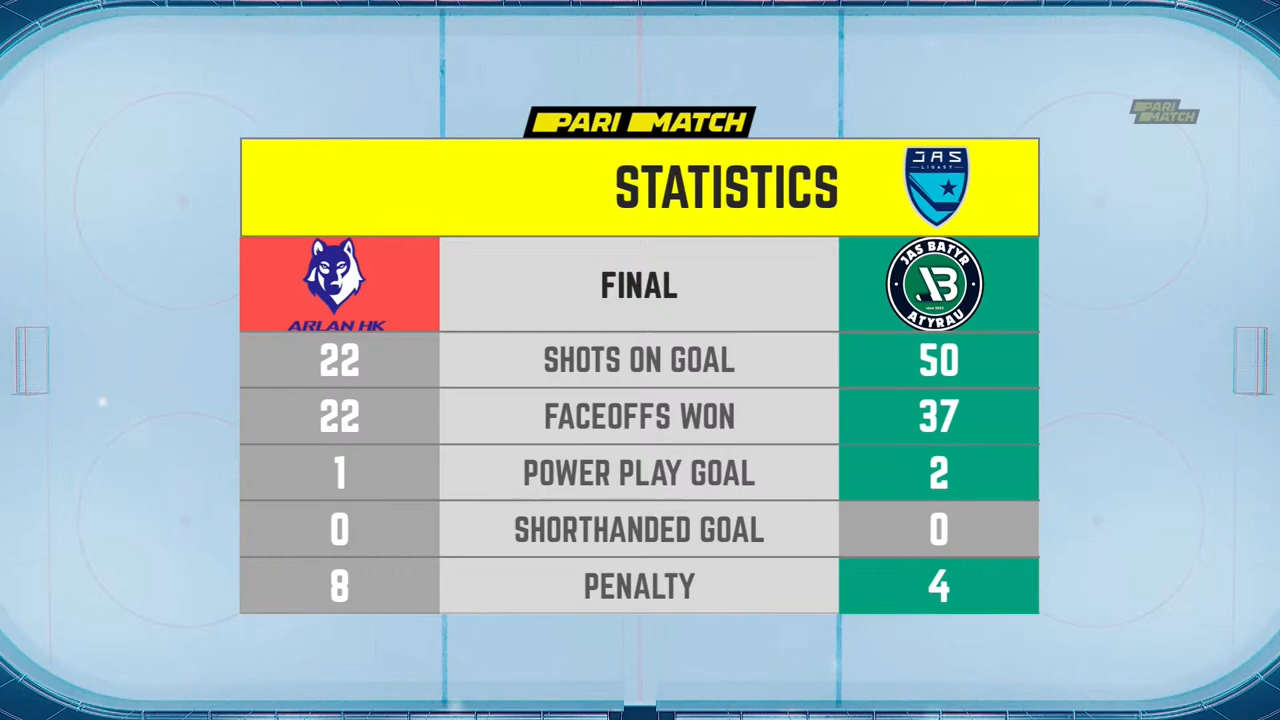 PARI MATCH
PARI
MATCH
STATISTICS
JAS
LIGASY
ARLAN HK
FINAL
JAS BATYR
ATYRAU
22 SHOTS ON GOAL 50
22 FACEOFFS WON 37
1 POWER PLAY GOAL 2
0 SHORTHANDED GOAL 0
8 PENALTY 4